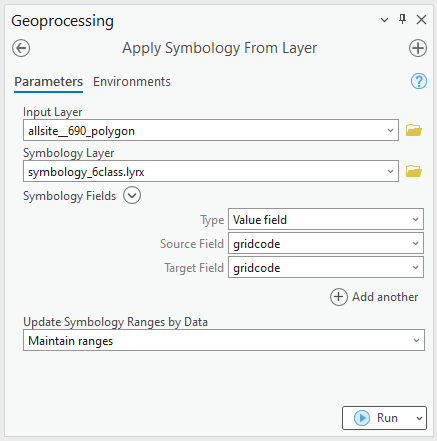 Geoprocessing
Apply Symbology From Layer
Parameters Environments
Input Layer
allsite__690_polygon
Symbology Layer
symbology_6class.lyrx
Symbology Fields
Type Value field
Source Field gridcode
Target Field gridcode
Add another
Update Symbology Ranges by Data
Maintain ranges
Run